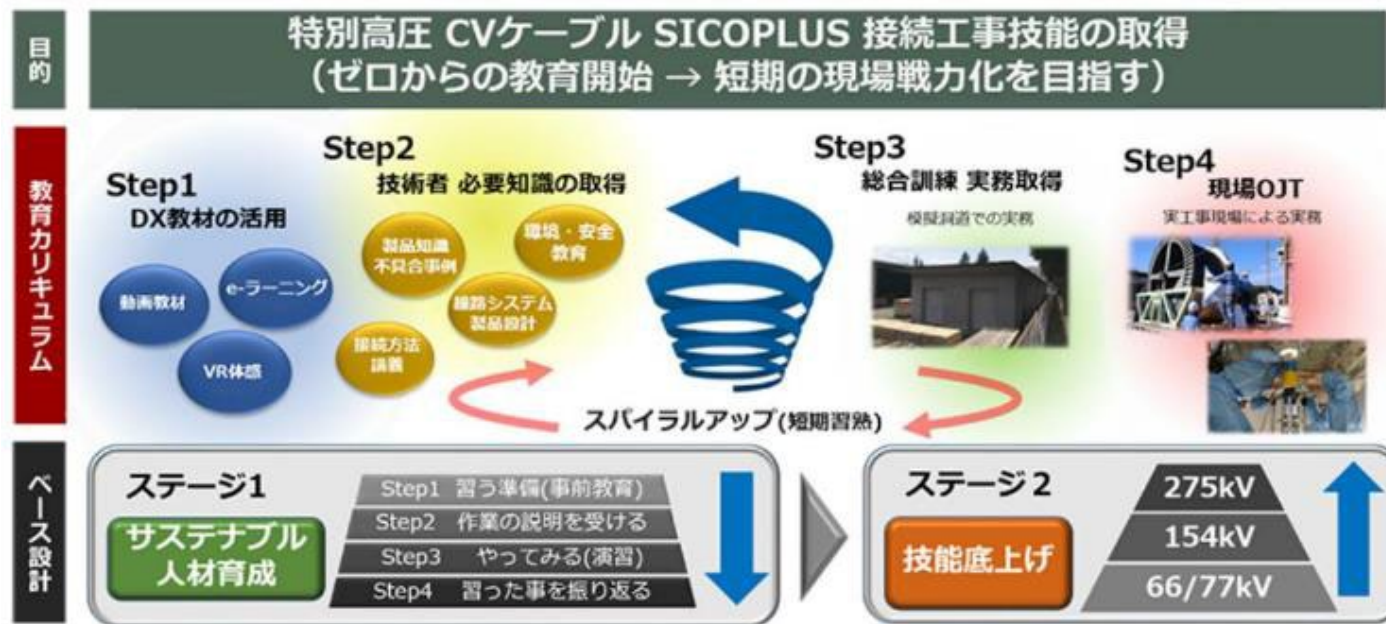 目的
特別高圧 CVケーブル SICOPLUS 接続工事技能の取得
（ゼロからの教育開始 → 短期の現場戦力化を目指す）
教育カリキュラム
Step1
DX教材の活用
動画教材
e-ラーニング
VR体感
Step2
技術者 必要知識の取得
製品知識
不具合事例
環境・安全
教育
線路システム
製品設計
接続方法
講義
Step3
総合訓練 実務取得
模擬洞道での実務
Step4
現場OJT
実工事現場による実務
スパイラルアップ(短期習熟)
ベース設計
ステージ1
サステナブル
人材育成
Step1 習う準備(事前教育)
Step2 作業の説明を受ける
Step3 やってみる(演習)
Step4 習った事を振り返る
ステージ2
技能底上げ
275kV
154kV
66/77kV